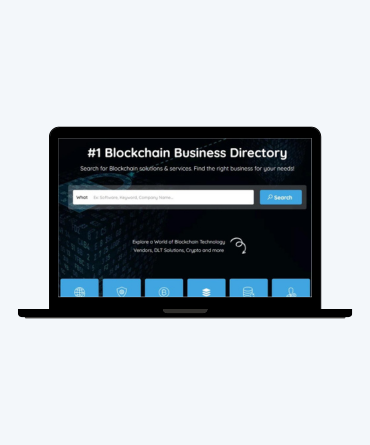 #1 Blockchain Business Directory
Search for Blockchain solutions & services. Find the right business for your needs!
What Ex: Software, Keyword, Company Name...
Search
Explore a World of Blockchain Technology
Vendors, DLT Solutions, Crypto and more